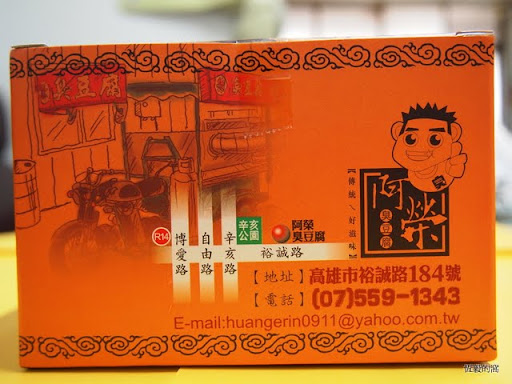 臭豆腐
臭豆腐
傳統、好滋味
阿榮
臭豆腐
R14
博愛路
自由路
辛亥路
辛亥
公園
阿榮
臭豆腐
裕誠路
【地址】高雄市裕誠路184號
【電話】(07)559-1343
E-mail:huangerin0911@yahoo.com.tw